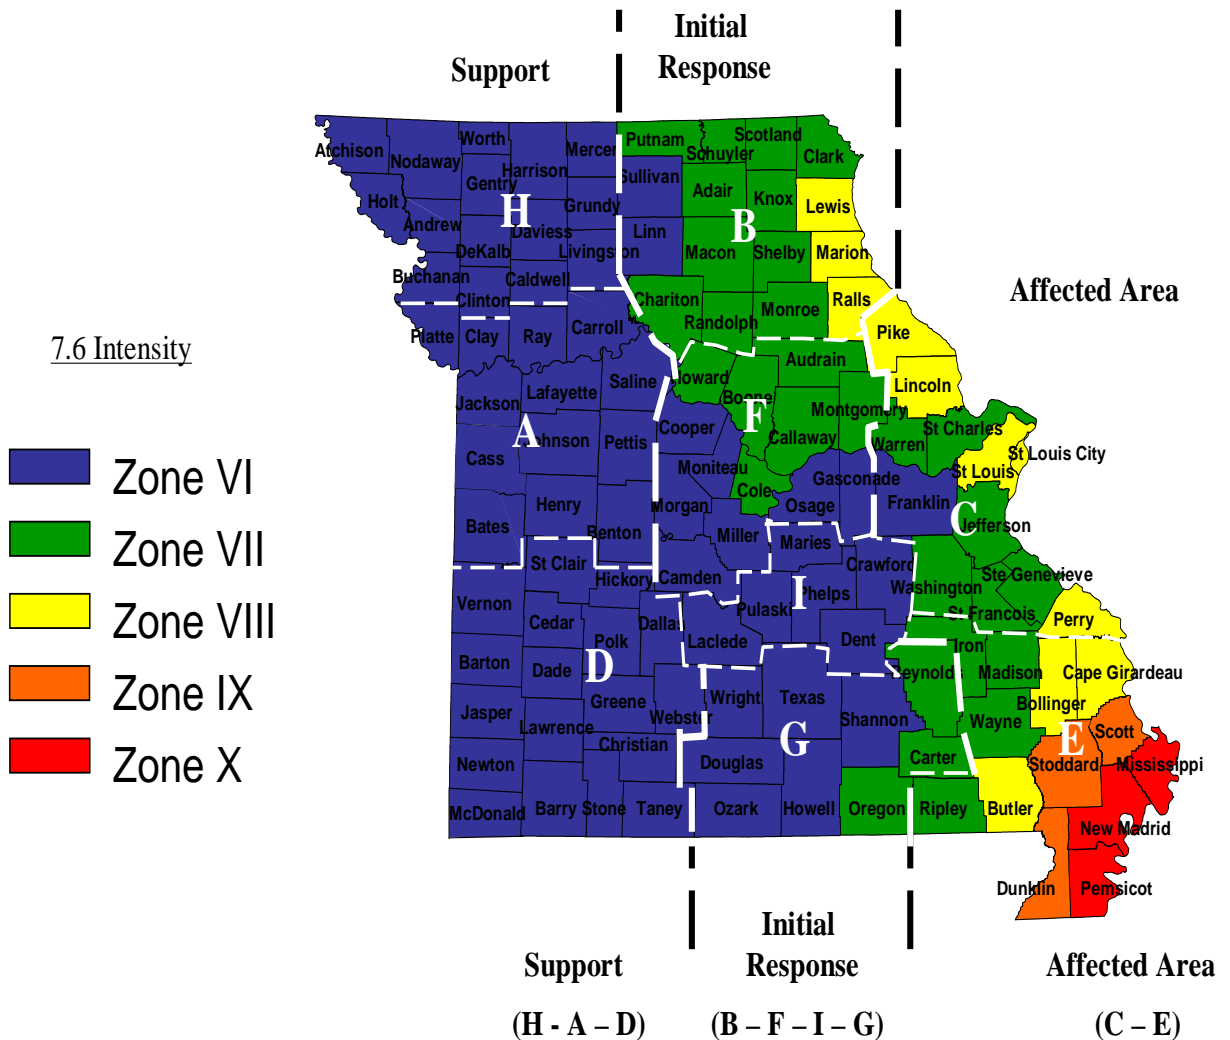 Initial
Response
Support
Affected Area
7.6 Intensity
Zone VI
Zone VII
Zone VIII
Zone IX
Zone X
Atchison
Nodaway
Worth
Harrison
Mercer
Putnam
Schuyler
Scotland
Clark
Gentry
Sullivan
Adair
Knox
Lewis
Holt
Andrew
H
Grundy
B
DeKalb
Daviess
Livingston
Linn
Macon
Shelby
Marion
Buchanan
Clinton
Caldwell
Chariton
Randolph
Monroe
Ralls
Pike
Platte
Clay
Ray
Carroll
Audrain
Lincoln
Jackson
Lafayette
Saline
Howard
Boone
F
Callaway
Montgomery
Warren
St Charles
St Louis City
St Louis
A
Cass
Johnson
Pettis
Cooper
Moniteau
Cole
Osage
Gasconade
Franklin
C
Jefferson
Bates
Henry
Benton
Morgan
Miller
Maries
Crawford
Washington
Ste Genevieve
St Francois
Perry
Vernon
St Clair
Hickory
Camden
Pulaski
I
Phelps
Cedar
Polk
Dallas
Laclede
Dent
Iron
Barton
Dade
D
Reynolds
Madison
Cape Girardeau
Bollinger
Jasper
Lawrence
Greene
Webster
Wright
Texas
Shannon
Wayne
Scott
Newton
Christian
G
Douglas
Carter
E
Stoddard
Mississippi
McDonald
Barry
Stone
Taney
Ozark
Howell
Oregon
Ripley
Butler
New Madrid
Dunklin
Pemsicot
Support
Initial
Response
Affected Area
(H - A – D)
(B – F – I – G)
(C – E)